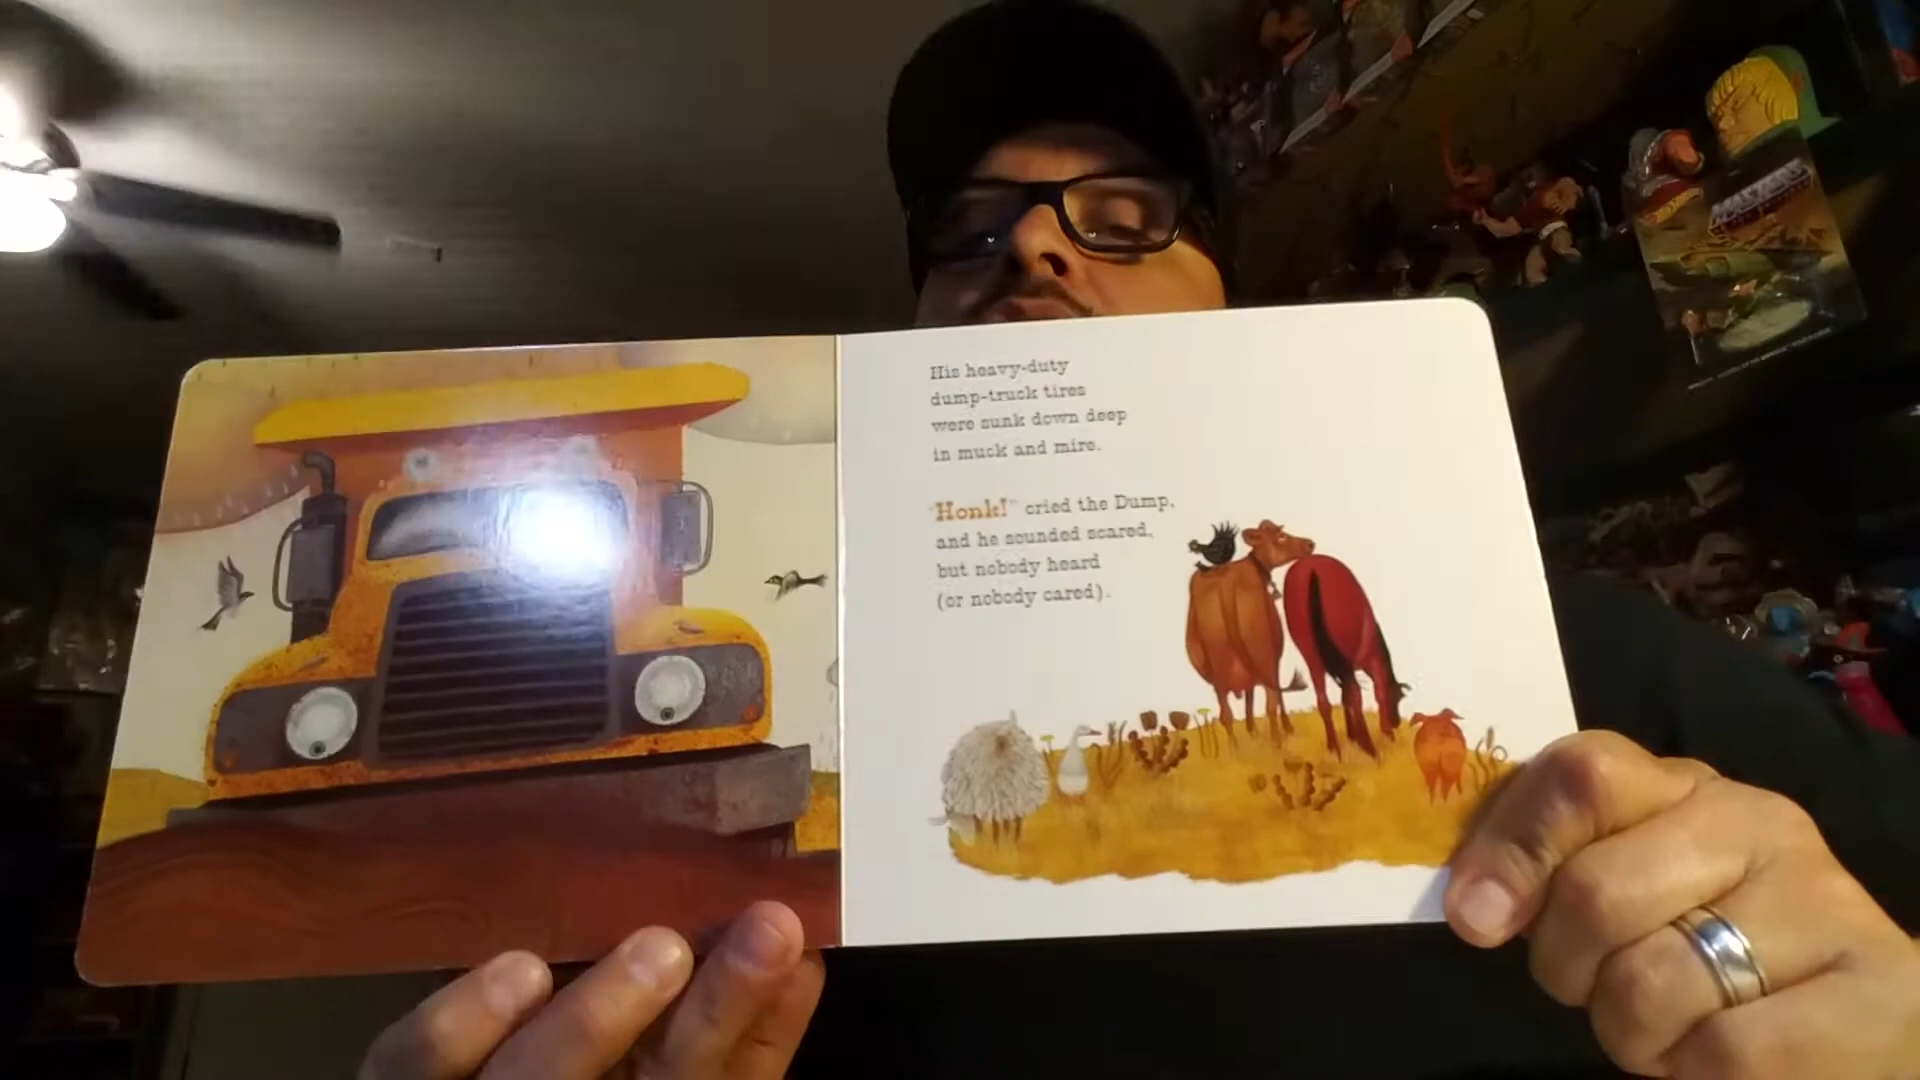 His heavy-duty
dump-truck tires
were sunk down deep
in muck and mire.
"Honk!" cried the Dump,
and he sounded scared,
but nobody heard
(or nobody cared).